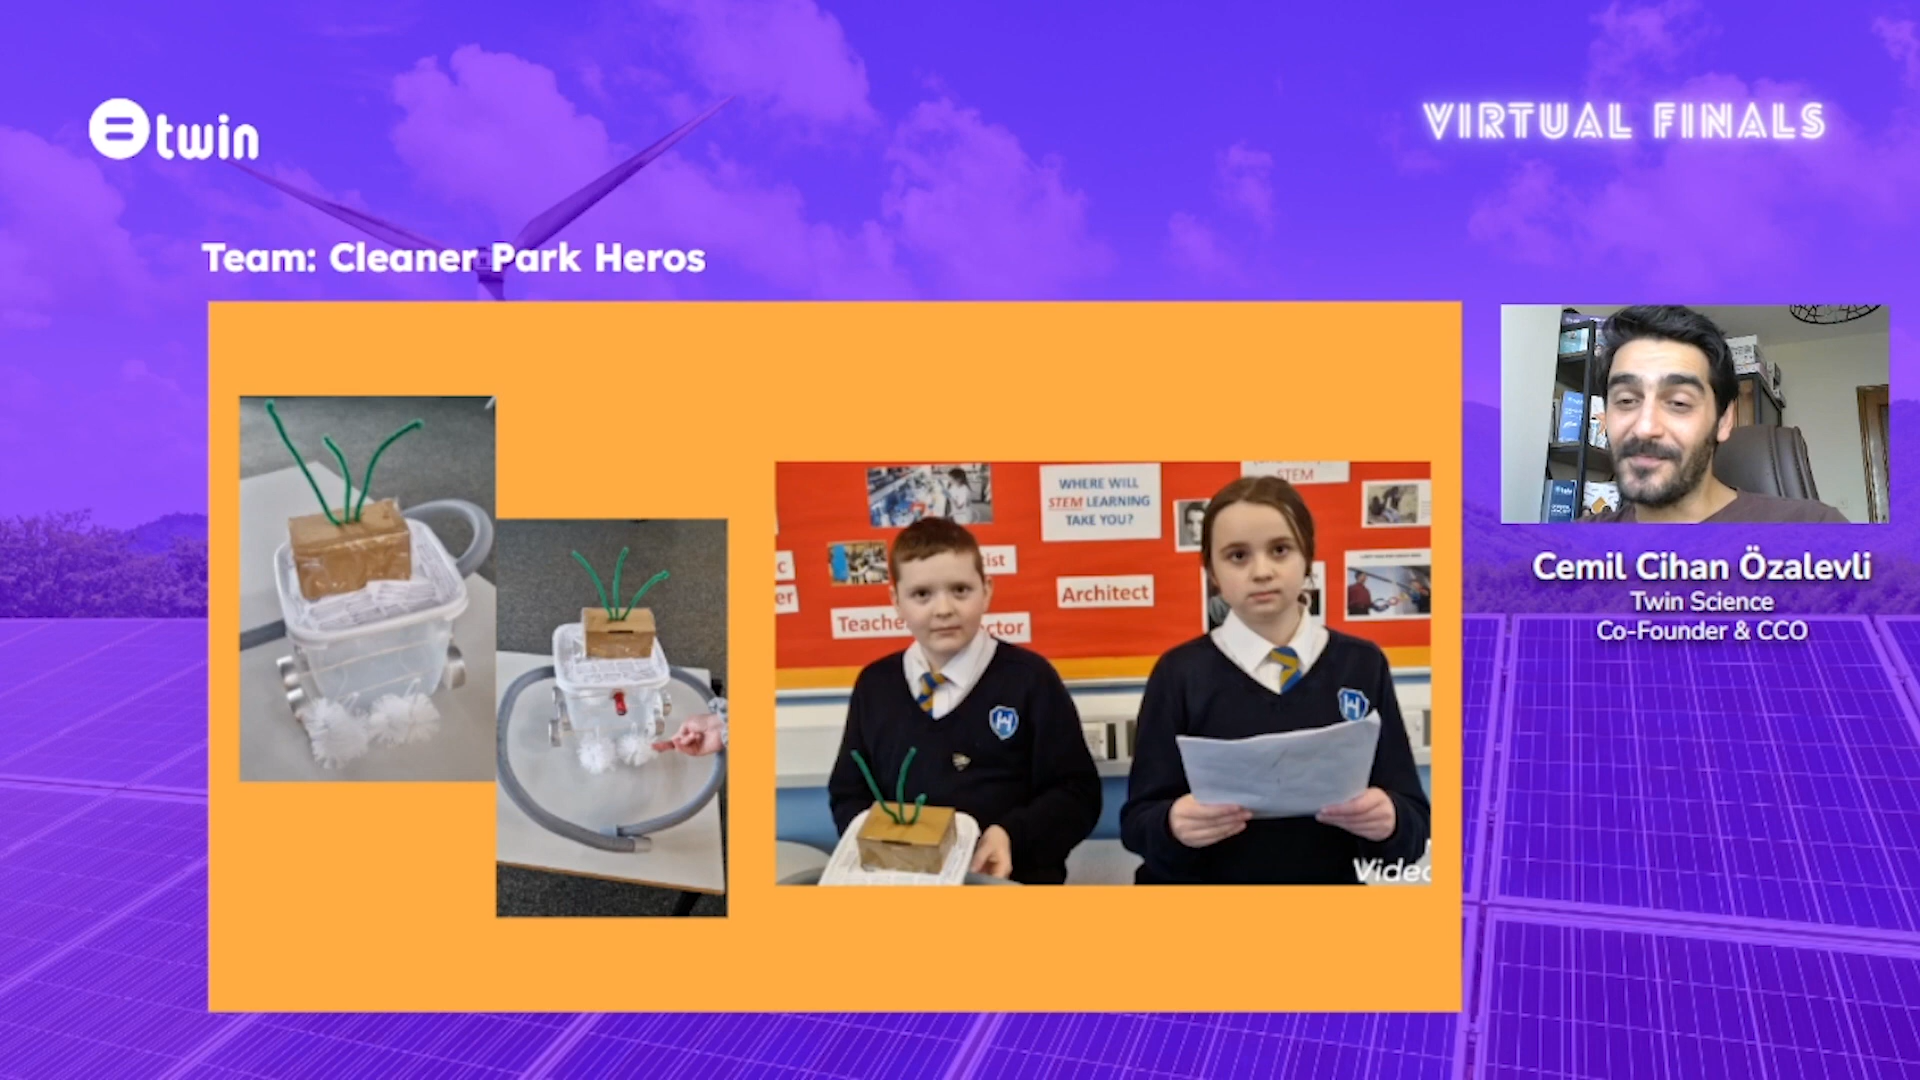 twin
VIRTUAL FINALS
Team: Cleaner Park Heros
WHERE WILL
STEM LEARNING
TAKE YOU?
STEM
Architect
Cemil Cihan Özalevli
Twin Science
Co-Founder & CCO